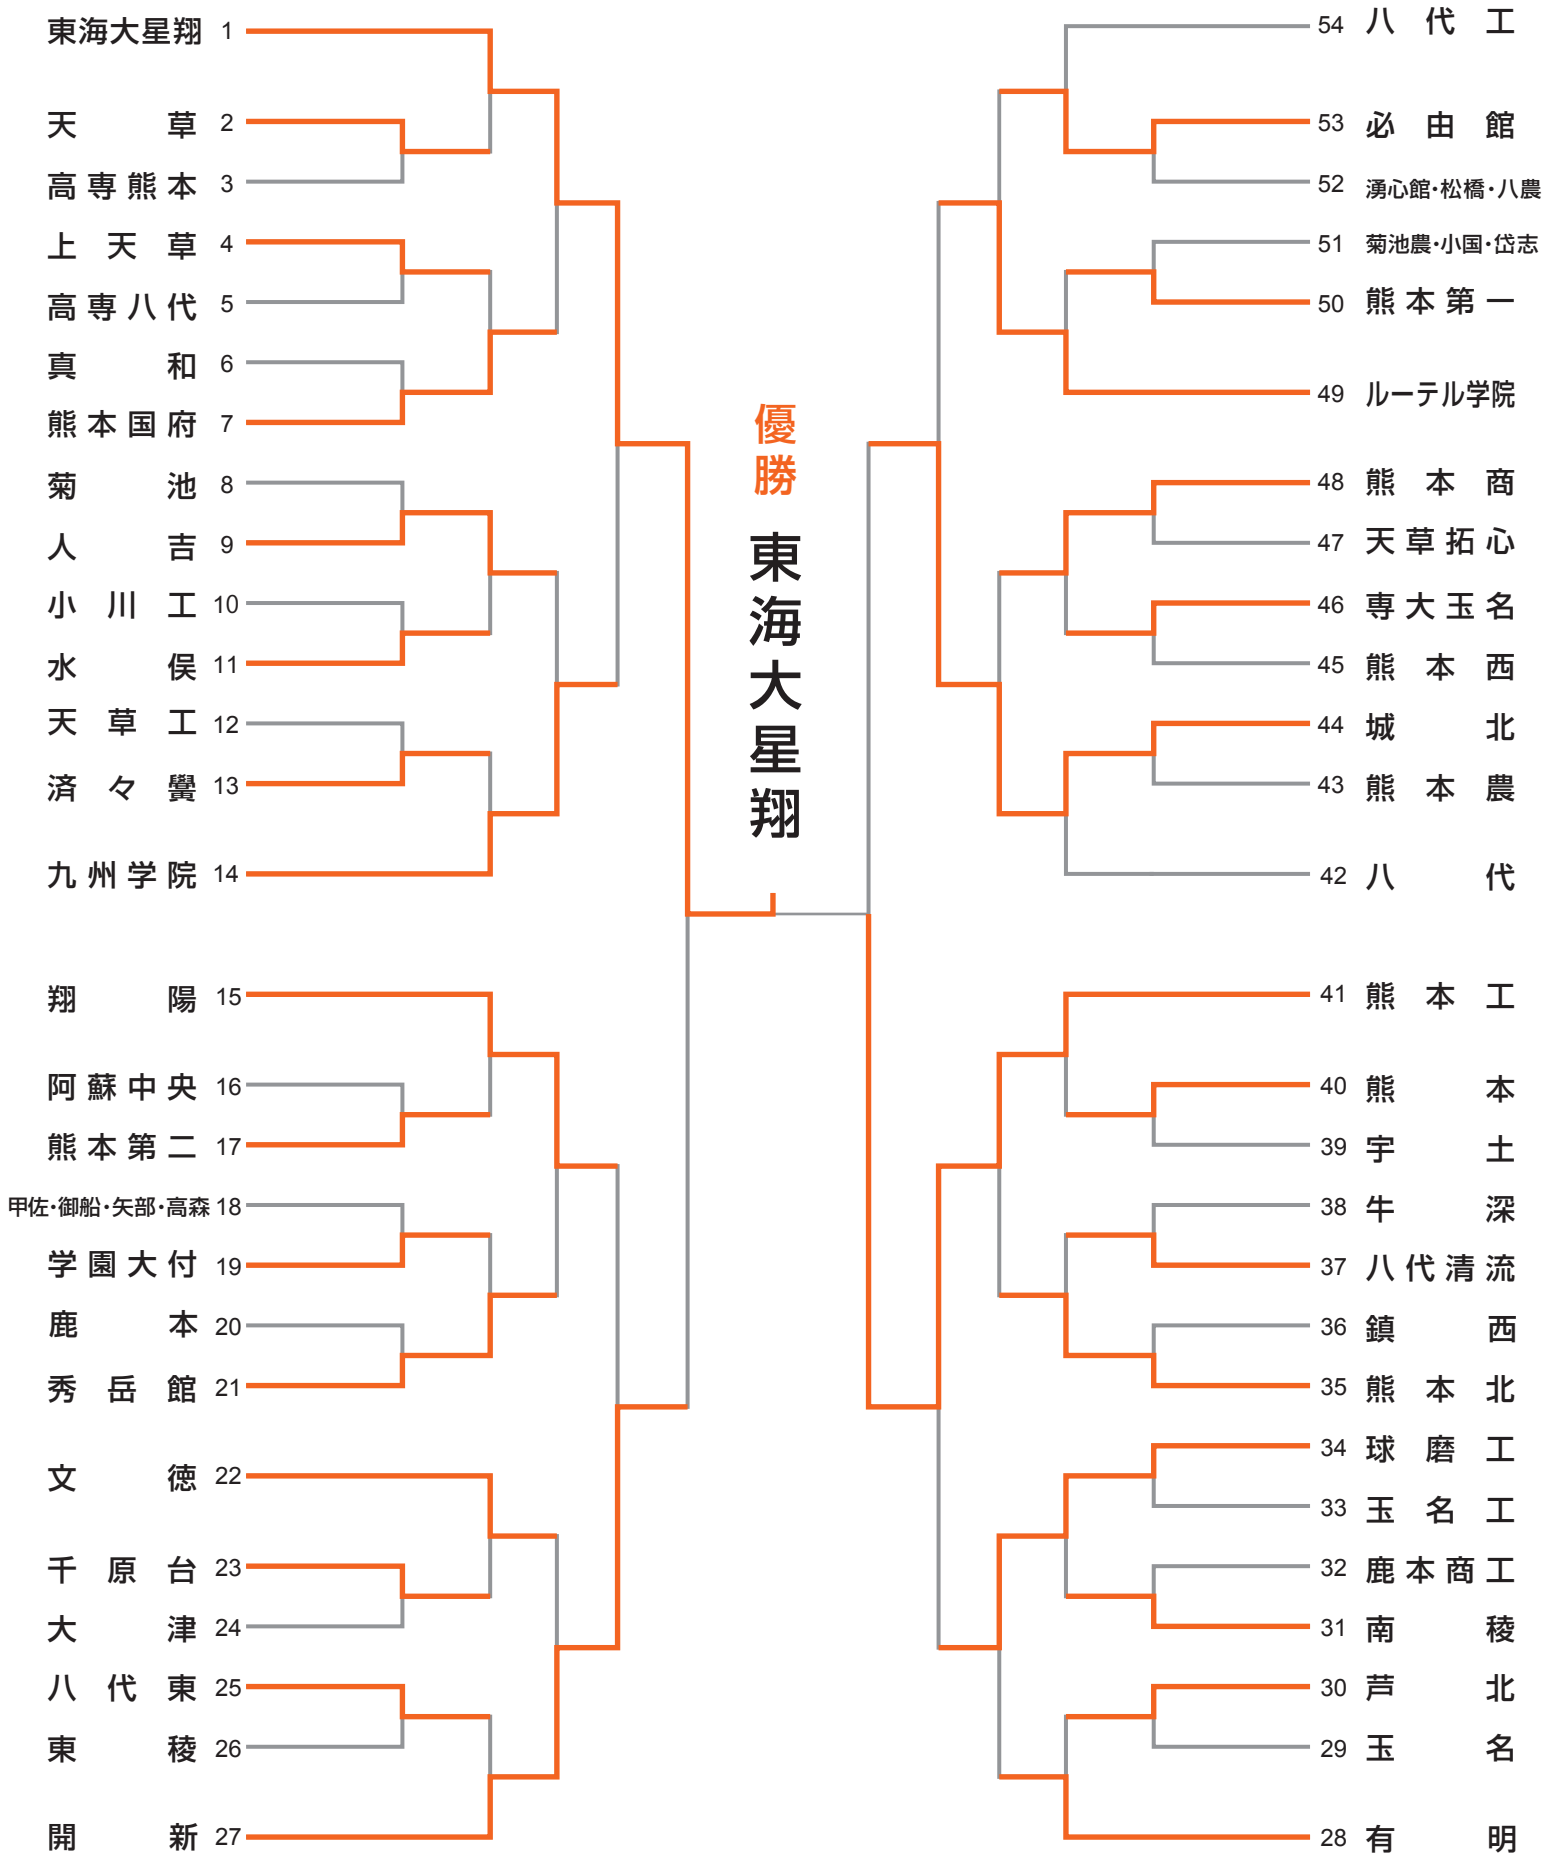 東海大星翔 1
天草 2
高専熊本 3
上天草 4
高専八代 5
真和 6
熊本国府 7
菊池 8
人吉 9
小川工 10
水俣 11
天草工 12
済々黌 13
九州学院 14
翔陽 15
阿蘇中央 16
熊本第二 17
甲佐・御船・矢部・高森 18
学園大付 19
鹿本 20
秀岳館 21
文徳 22
千原台 23
大津 24
八代東 25
東稜 26
開新 27
優勝 東海大星翔
54 八代工
53 必由館
52 湧心館・松橋・八農
51 菊池農・小国・岱志
50 熊本第一
49 ルーテル学院
48 熊本商
47 天草拓心
46 専大玉名
45 熊本西
44 城北
43 熊本農
42 八代
41 熊本工
40 熊本
39 宇土
38 牛深
37 八代清流
36 鎮西
35 熊本北
34 球磨工
33 玉名工
32 鹿本商工
31 南稜
30 芦北
29 玉名
28 有明